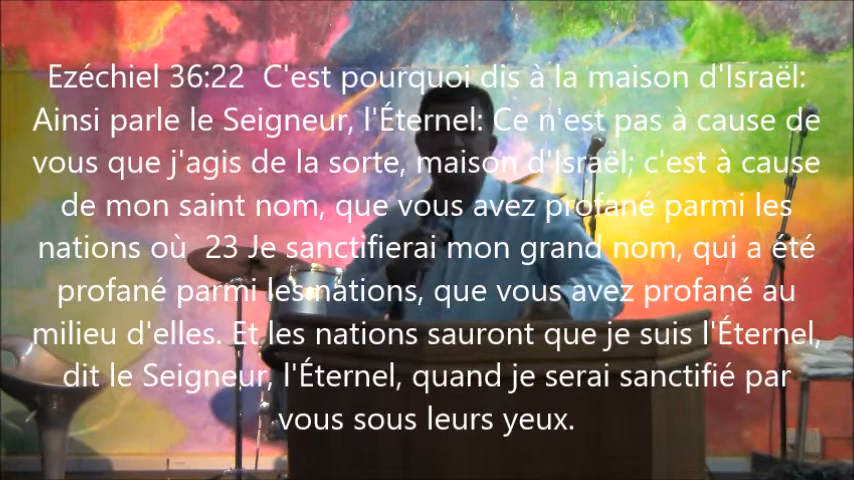 Ezéchiel 36:22  C'est pourquoi dis à la maison d'Israël:
Ainsi parle le Seigneur, l'Éternel: Ce n'est pas à cause de
vous que j'agis de la sorte, maison d'Israël; c'est à cause
de mon saint nom, que vous avez profané parmi les
nations où  23 Je sanctifierai mon grand nom, qui a été
profané parmi les nations, que vous avez profané au
milieu d'elles. Et les nations sauront que je suis l'Éternel,
dit le Seigneur, l'Éternel, quand je serai sanctifié par
vous sous leurs yeux.